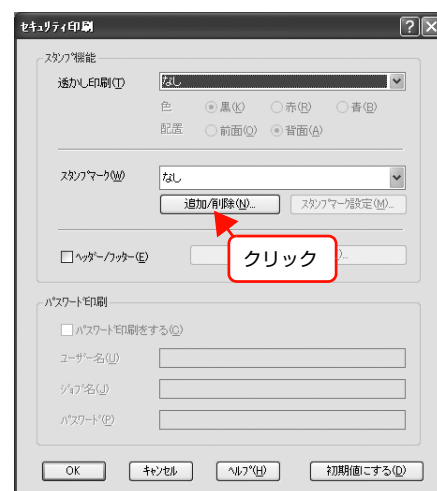 セキュリティ印刷
スタンプ機能
透かし印刷(T) なし
色 黒(K) 赤(R) 青(B)
配置 前面(O) 背面(A)
スタンプマーク(W) なし
追加/削除(N)... スタンプマーク設定(M)...
ヘッダー/フッター(E)
クリック
パスワード印刷
パスワード印刷をする(C)
ユーザー名(U)
ジョブ名(J)
パスワード(P)
OK キャンセル ヘルプ(H) 初期値にする(D)